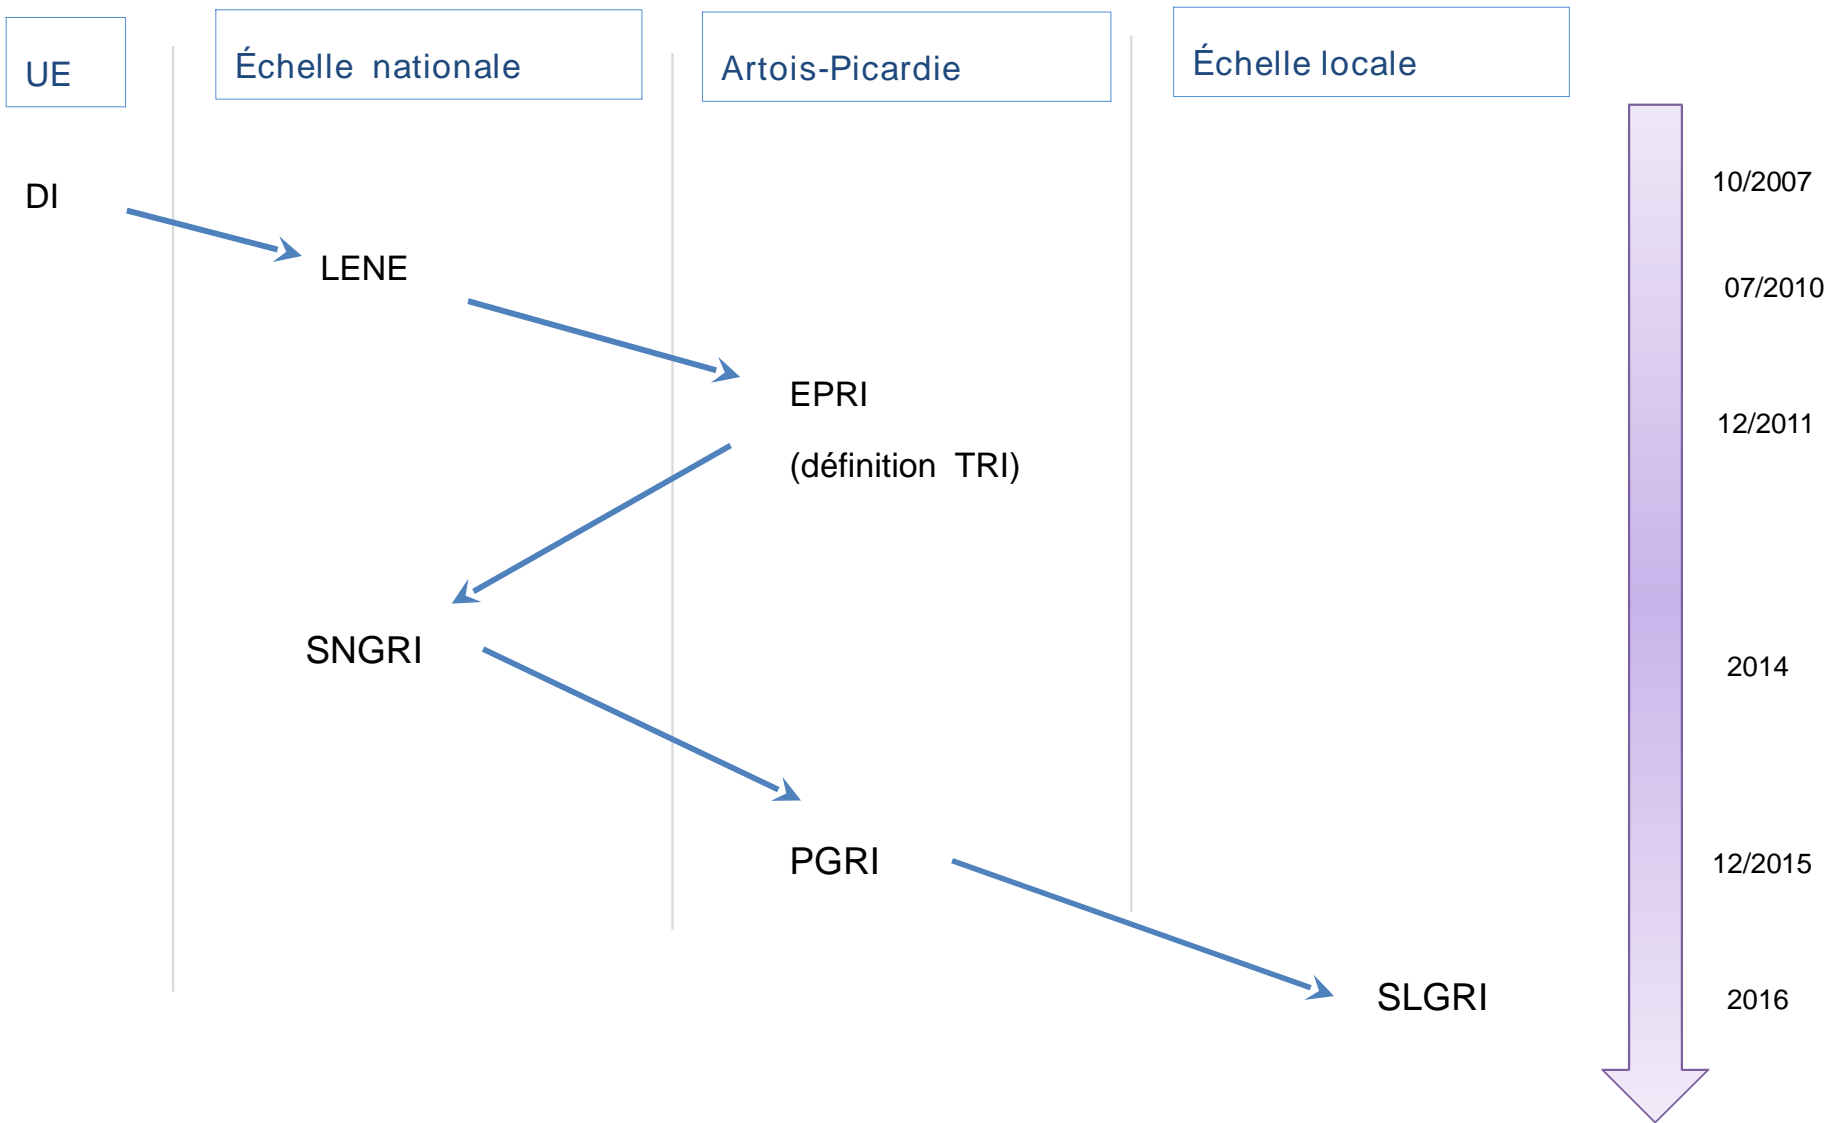 UE
Échelle nationale
Artois-Picardie
Échelle locale
DI
10/2007
LENE
07/2010
EPRI
12/2011
(définition TRI)
SNGRI
2014
PGRI
12/2015
SLGRI
2016